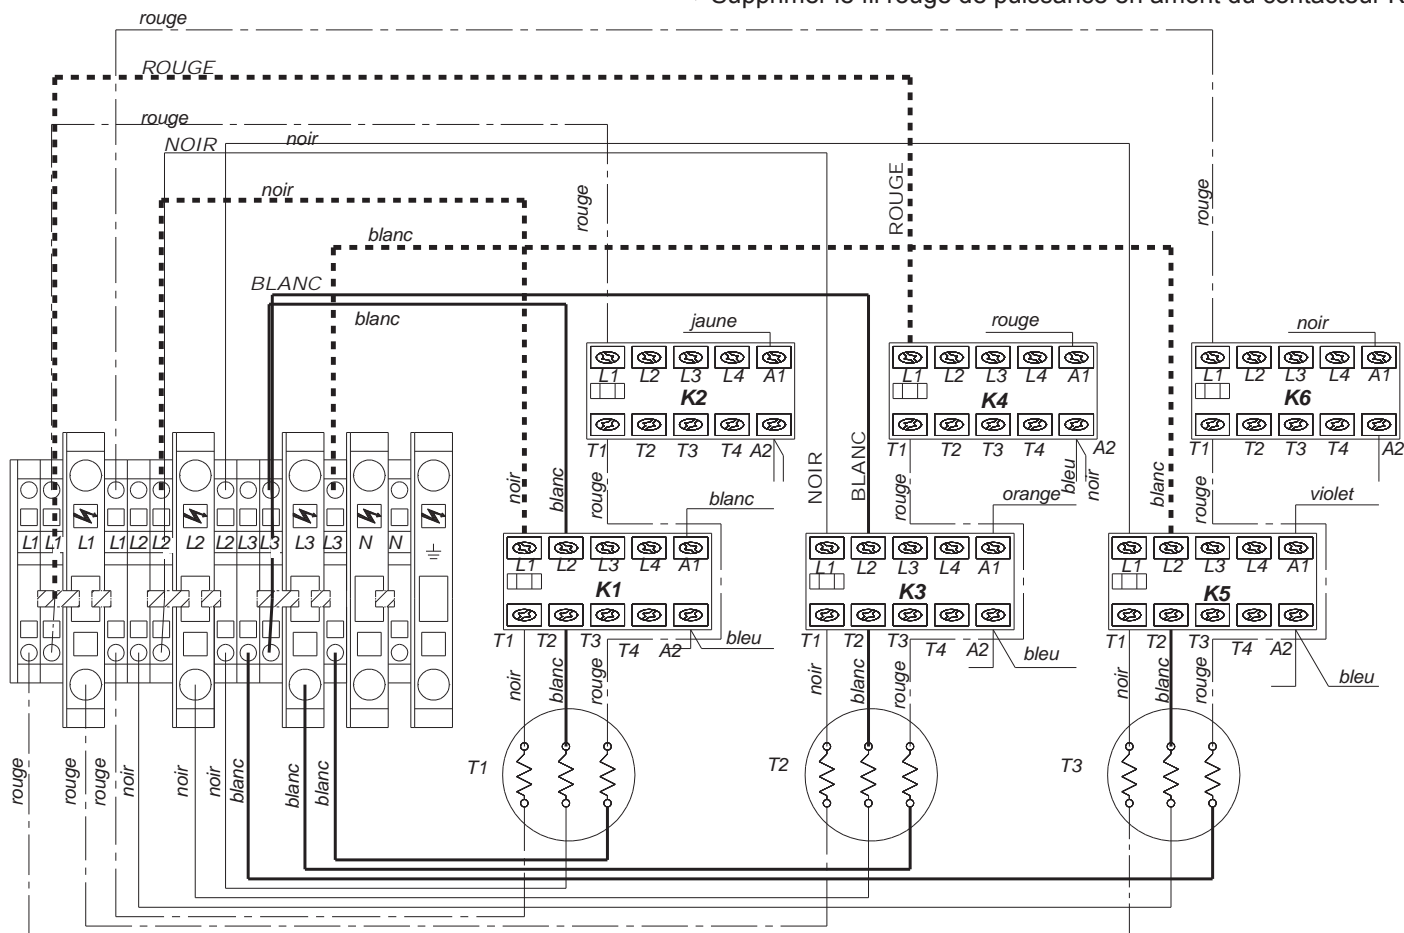 Supprimer le fil rouge de puissance en amont du contacteur
rouge
ROUGE
rouge
NOIR
noir
noir
rouge
ROUGE
rouge
blanc
BLANC
blanc
jaune
rouge
noir
L1 L2 L3 L4 A1
K2
T1 T2 T3 T4 A2
L1 L2 L3 L4 A1
K4
T1 T2 T3 T4 A2
L1 L2 L3 L4 A1
K6
T1 T2 T3 T4 A2
noir
blanc
rouge
blanc
NOIR
BLANC
rouge
orange
bleu
noir
blanc
rouge
violet
L1 L1 L1 L1 L2 L2 L2 L2 L3 L3 L3 L3 N N
L1 L2 L3 L4 A1
K1
T1 T2 T3 T4 A2
bleu
L1 L2 L3 L4 A1
K3
T1 T2 T3 T4 A2
bleu
L1 L2 L3 L4 A1
K5
T1 T2 T3 T4 A2
bleu
noir
blanc
rouge
noir
blanc
rouge
noir
blanc
rouge
T1
T2
T3
rouge
rouge
rouge
noir
noir
noir
blanc
blanc
blanc